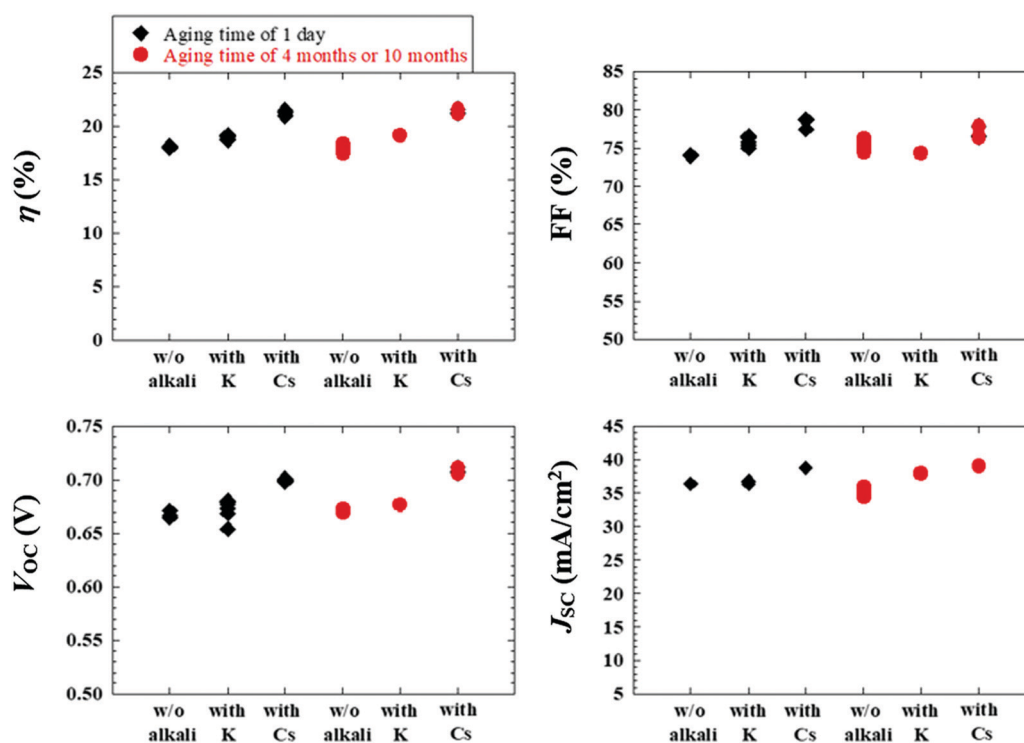 Aging time of 1 day
Aging time of 4 months or 10 months
η (%)
25
20
15
10
5
0
w/o alkali
with K
with Cs
w/o alkali
with K
with Cs
FF (%)
85
80
75
70
65
60
55
50
w/o alkali
with K
with Cs
w/o alkali
with K
with Cs
VOC (V)
0.75
0.70
0.65
0.60
0.55
0.50
w/o alkali
with K
with Cs
w/o alkali
with K
with Cs
JSC (mA/cm²)
45
40
35
30
25
20
15
10
5
w/o alkali
with K
with Cs
w/o alkali
with K
with Cs